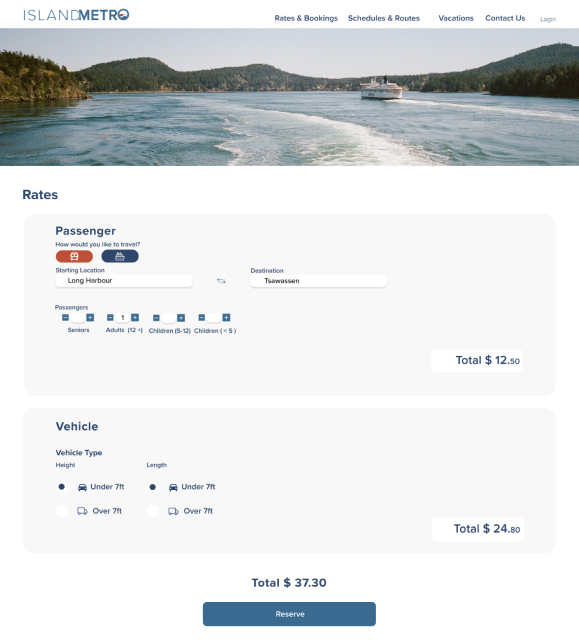 ISLANDMETRO
Rates & Bookings Schedules & Routes Vacations Contact Us Login
Rates
Passenger
How would you like to travel?
Starting Location Destination
Long Harbour Tsawassen
Passengers
1
Seniors Adults (12 +) Children (5-12) Children ( < 5 )
Total $ 12.50
Vehicle
Vehicle Type
Height Length
Under 7ft Under 7ft
Over 7ft Over 7ft
Total $ 24.80
Total $ 37.30
Reserve